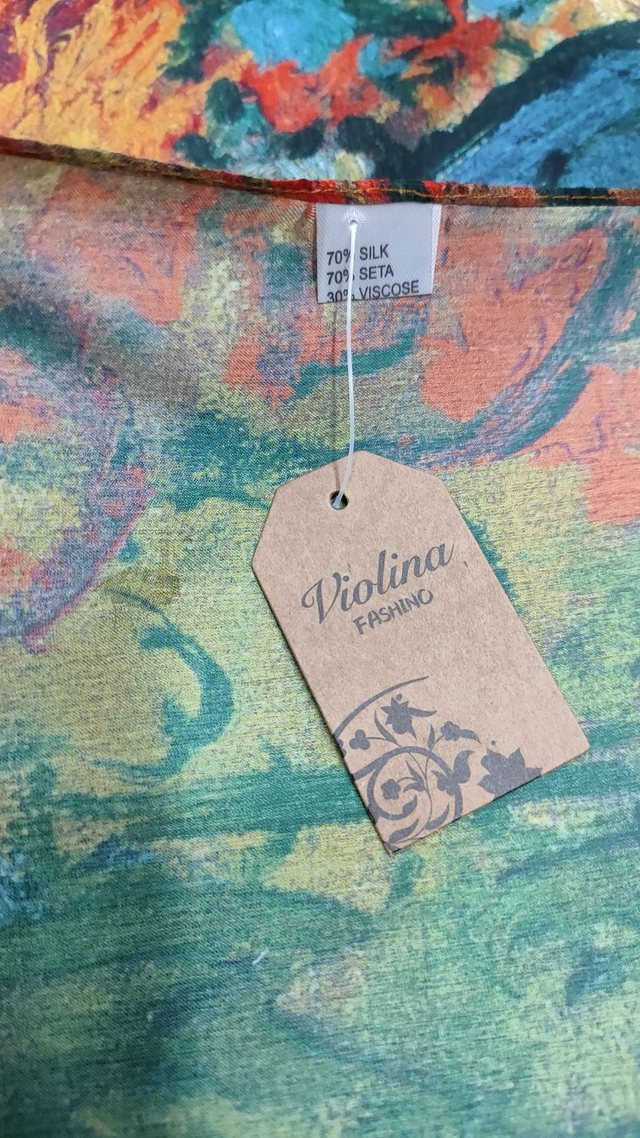 70% SILK
70% SETA
30% VISCOSE
Violina
FASHINO